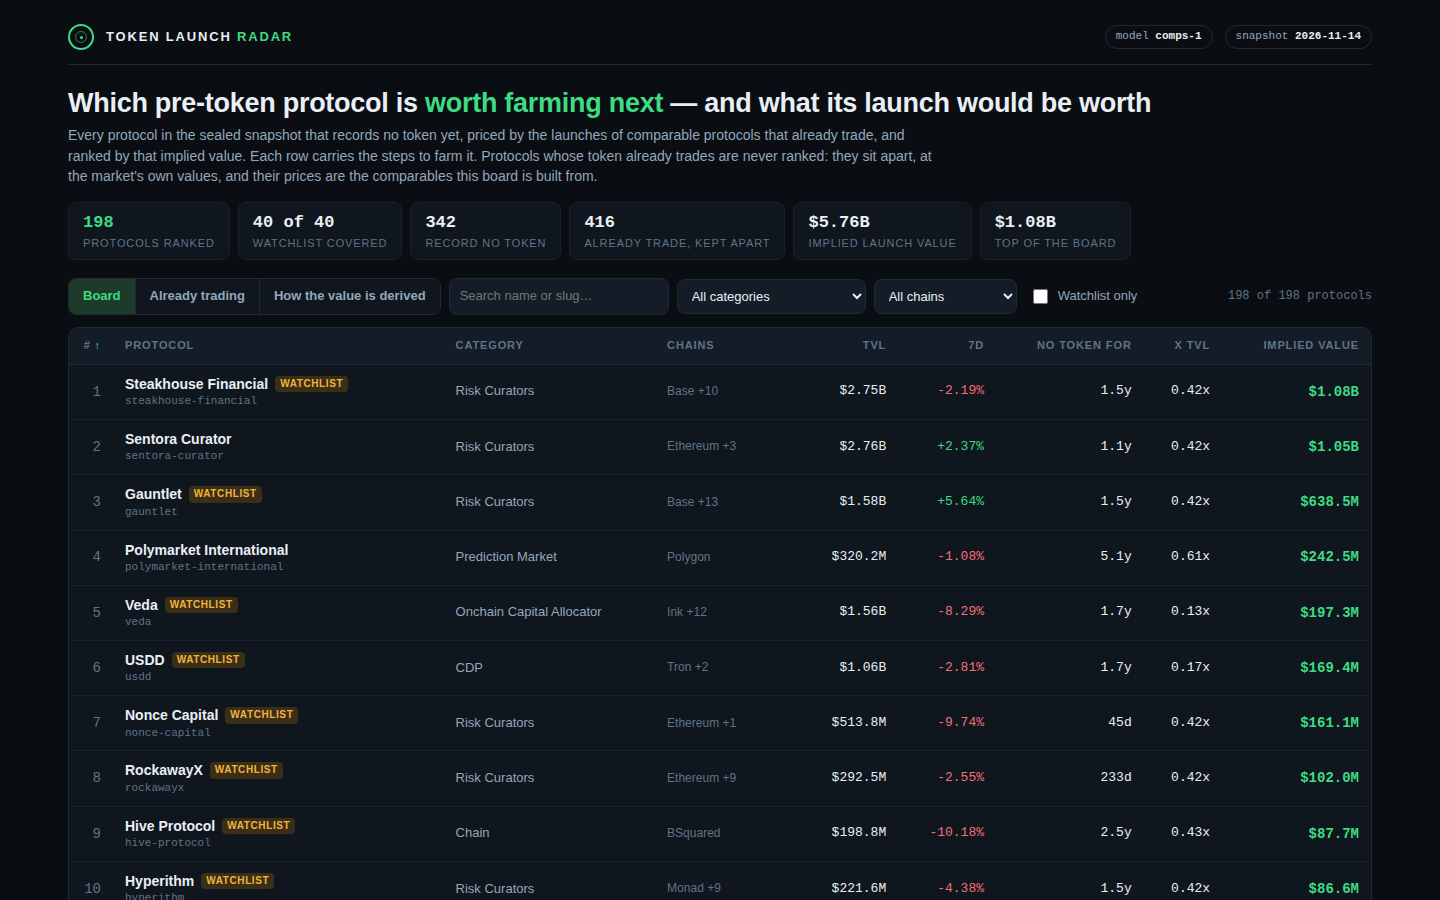 TOKEN LAUNCH RADAR
model comps-1
snapshot 2026-11-14
Which pre-token protocol is worth farming next — and what its launch would be worth
Every protocol in the sealed snapshot that records no token yet, priced by the launches of comparable protocols that already trade, and
ranked by that implied value. Each row carries the steps to farm it. Protocols whose token already trades are never ranked: they sit apart, at
the market's own values, and their prices are the comparables this board is built from.
198
PROTOCOLS RANKED
40 of 40
WATCHLIST COVERED
342
RECORD NO TOKEN
416
ALREADY TRADE, KEPT APART
$5.76B
IMPLIED LAUNCH VALUE
$1.08B
TOP OF THE BOARD
Board
Already trading
How the value is derived
Search name or slug…
All categories
All chains
Watchlist only
198 of 198 protocols
# ↑ PROTOCOL CATEGORY CHAINS TVL 7D NO TOKEN FOR X TVL IMPLIED VALUE
1 Steakhouse Financial WATCHLIST Risk Curators Base +10 $2.75B -2.19% 1.5y 0.42x $1.08B
steakhouse-financial
2 Sentora Curator Risk Curators Ethereum +3 $2.76B +2.37% 1.1y 0.42x $1.05B
sentora-curator
3 Gauntlet WATCHLIST Risk Curators Base +13 $1.58B +5.64% 1.5y 0.42x $638.5M
gauntlet
4 Polymarket International Prediction Market Polygon $320.2M -1.08% 5.1y 0.61x $242.5M
polymarket-international
5 Veda WATCHLIST Onchain Capital Allocator Ink +12 $1.56B -8.29% 1.7y 0.13x $197.3M
veda
6 USDD WATCHLIST CDP Tron +2 $1.06B -2.81% 1.7y 0.17x $169.4M
usdd
7 Nonce Capital WATCHLIST Risk Curators Ethereum +1 $513.8M -9.74% 45d 0.42x $161.1M
nonce-capital
8 RockawayX WATCHLIST Risk Curators Ethereum +9 $292.5M -2.55% 233d 0.42x $102.0M
rockawayx
9 Hive Protocol WATCHLIST Chain BSquared $198.8M -10.18% 2.5y 0.43x $87.7M
hive-protocol
10 Hyperithm WATCHLIST Risk Curators Monad +9 $221.6M -4.38% 1.5y 0.42x $86.6M
hyperithm